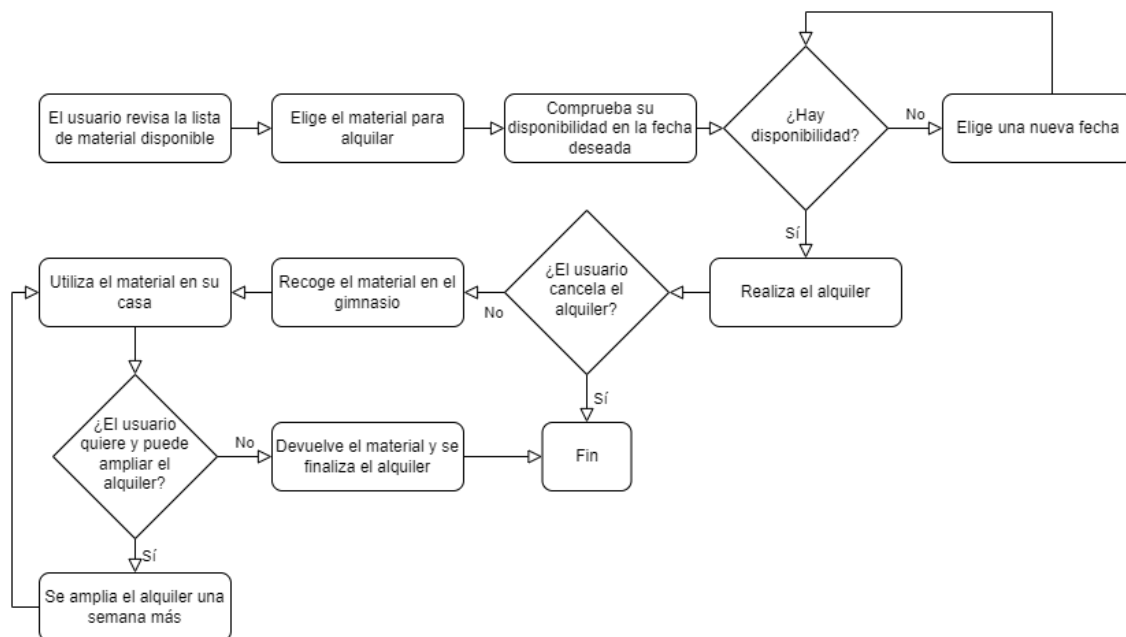 El usuario revisa la lista
de material disponible
Elige el material para
alquilar
Comprueba su
disponibilidad en la fecha
deseada
¿Hay
disponibilidad?
No
Elige una nueva fecha
Sí
Realiza el alquiler
¿El usuario
cancela el
alquiler?
No
Sí
Recoge el material en el
gimnasio
Utiliza el material en su
casa
¿El usuario
quiere y puede
ampliar el
alquiler?
No
Devuelve el material y se
finaliza el alquiler
Fin
Sí
Se amplia el alquiler una
semana más